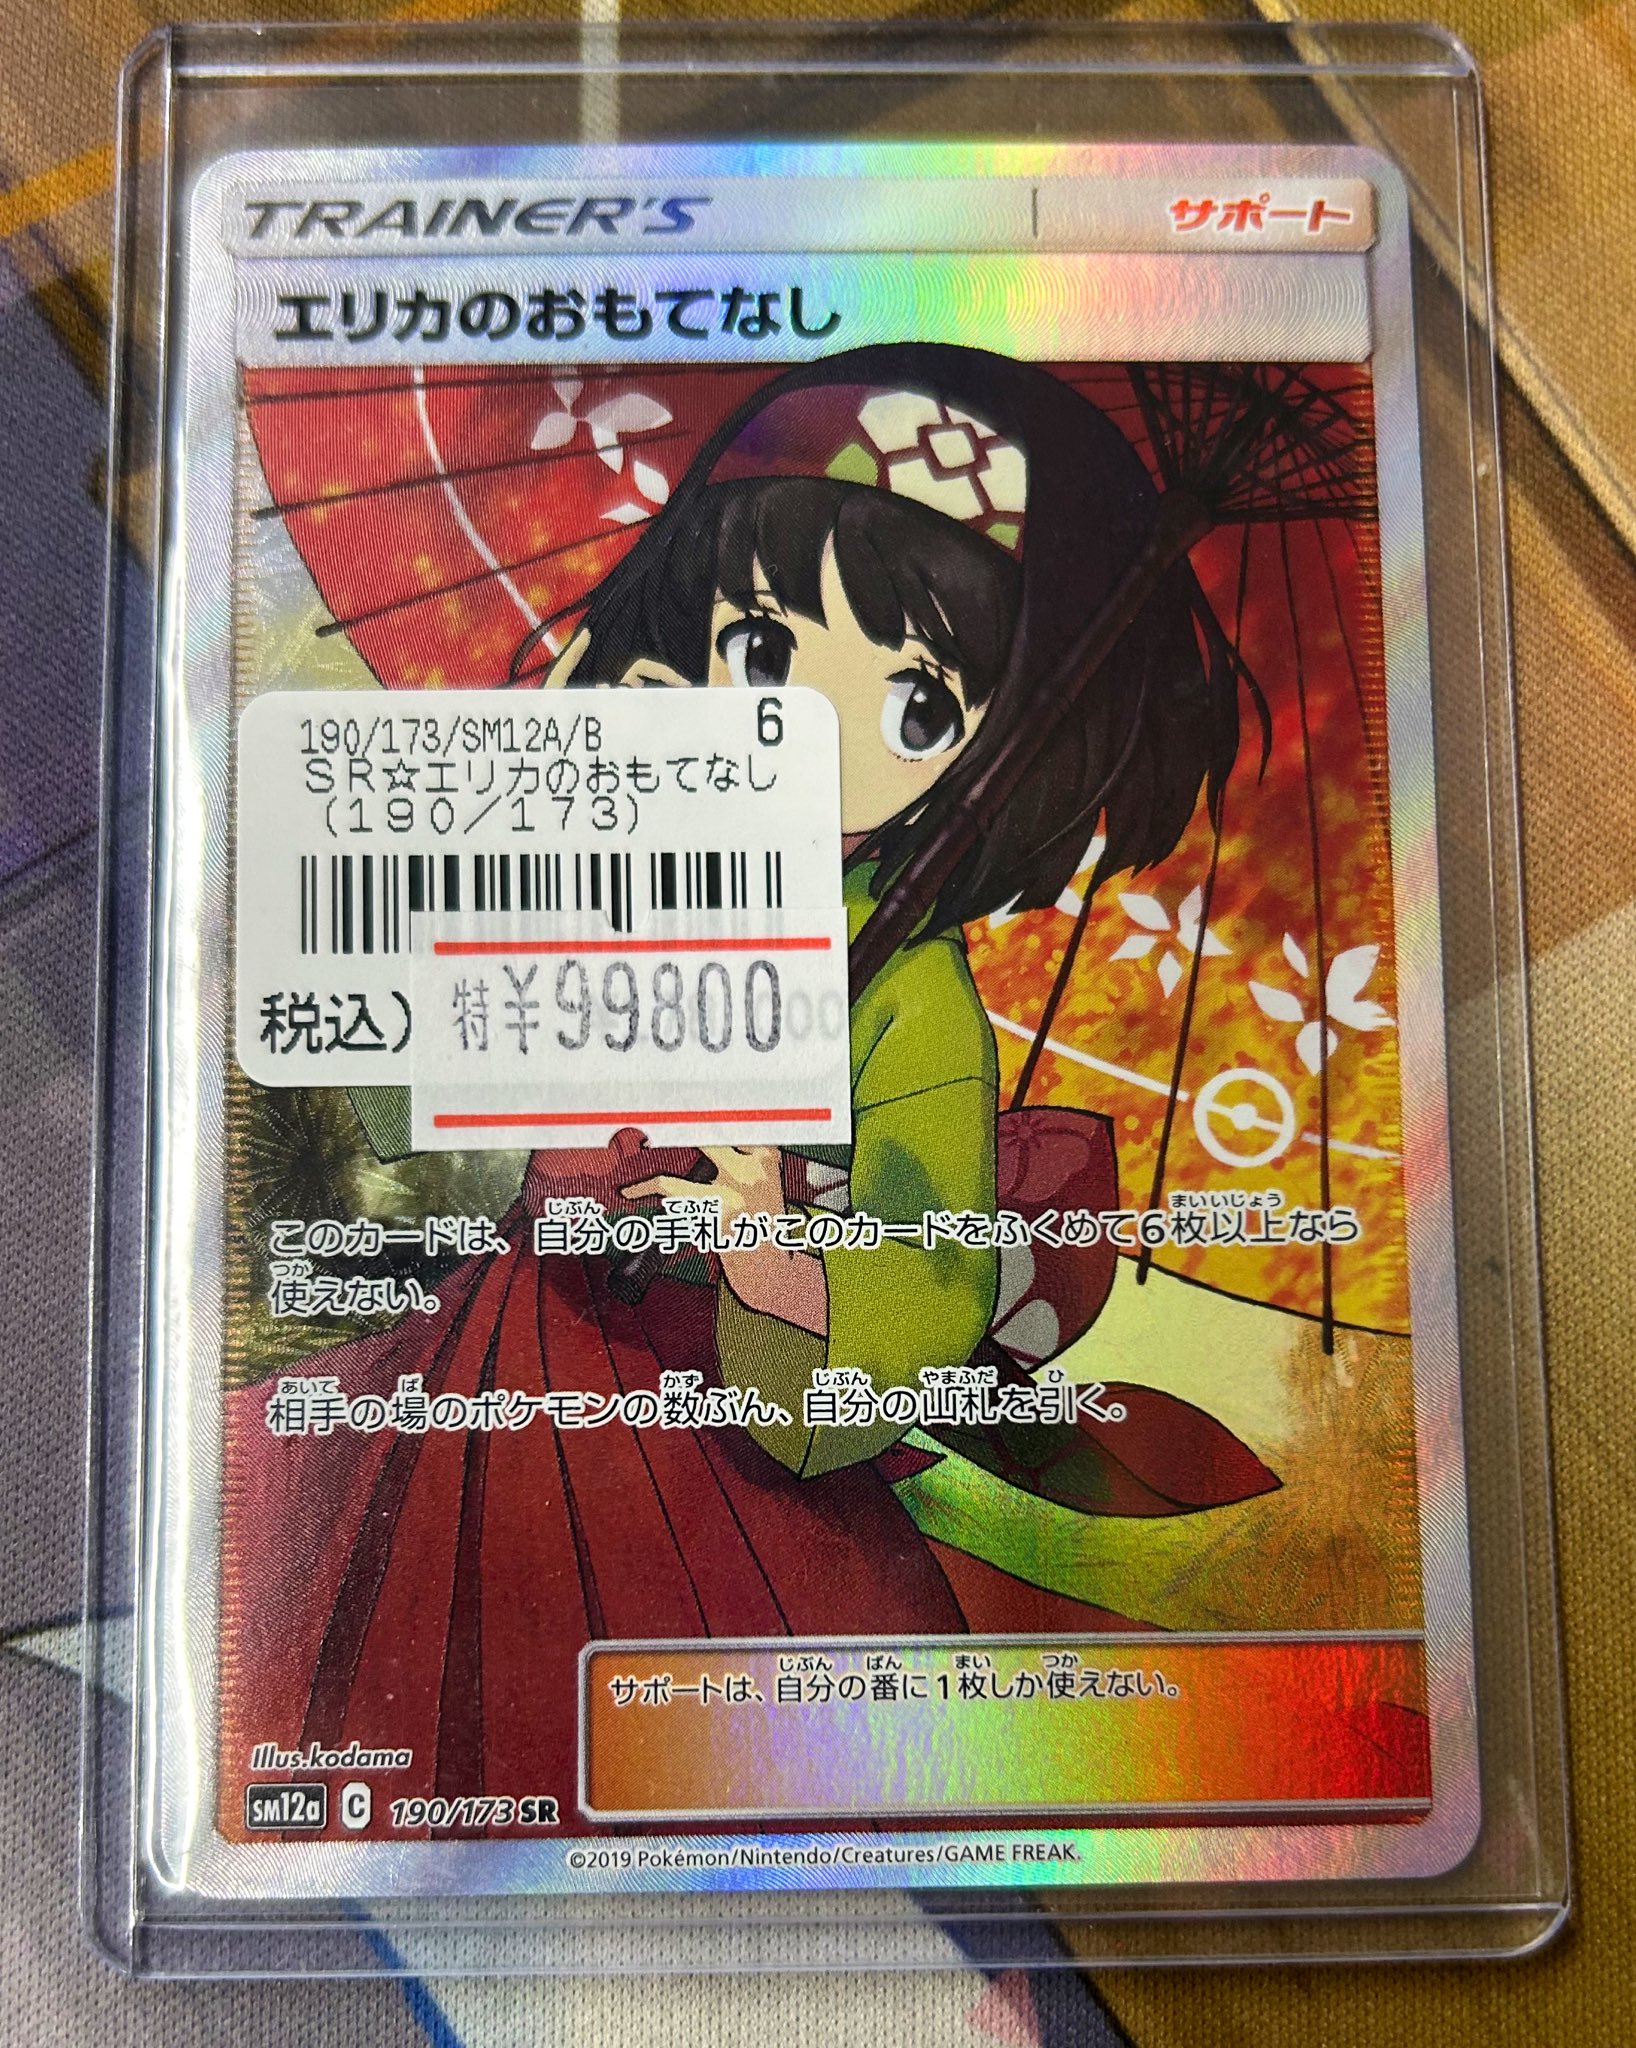 TRAINER'S
サポート
エリカのおもてなし
190/173/SM12A/B 6
SR☆エリカのおもてなし
(190/173)
税込)
特¥99800
このカードは、自分の手札がこのカードをふくめて6枚以上なら
使えない。
相手の場のポケモンの数ぶん、自分の山札を引く。
サポートは、自分の番に1枚しか使えない。
Illus.kodama
SM12a C 190/173 SR
©2019 Pokémon/Nintendo/Creatures/GAME FREAK.